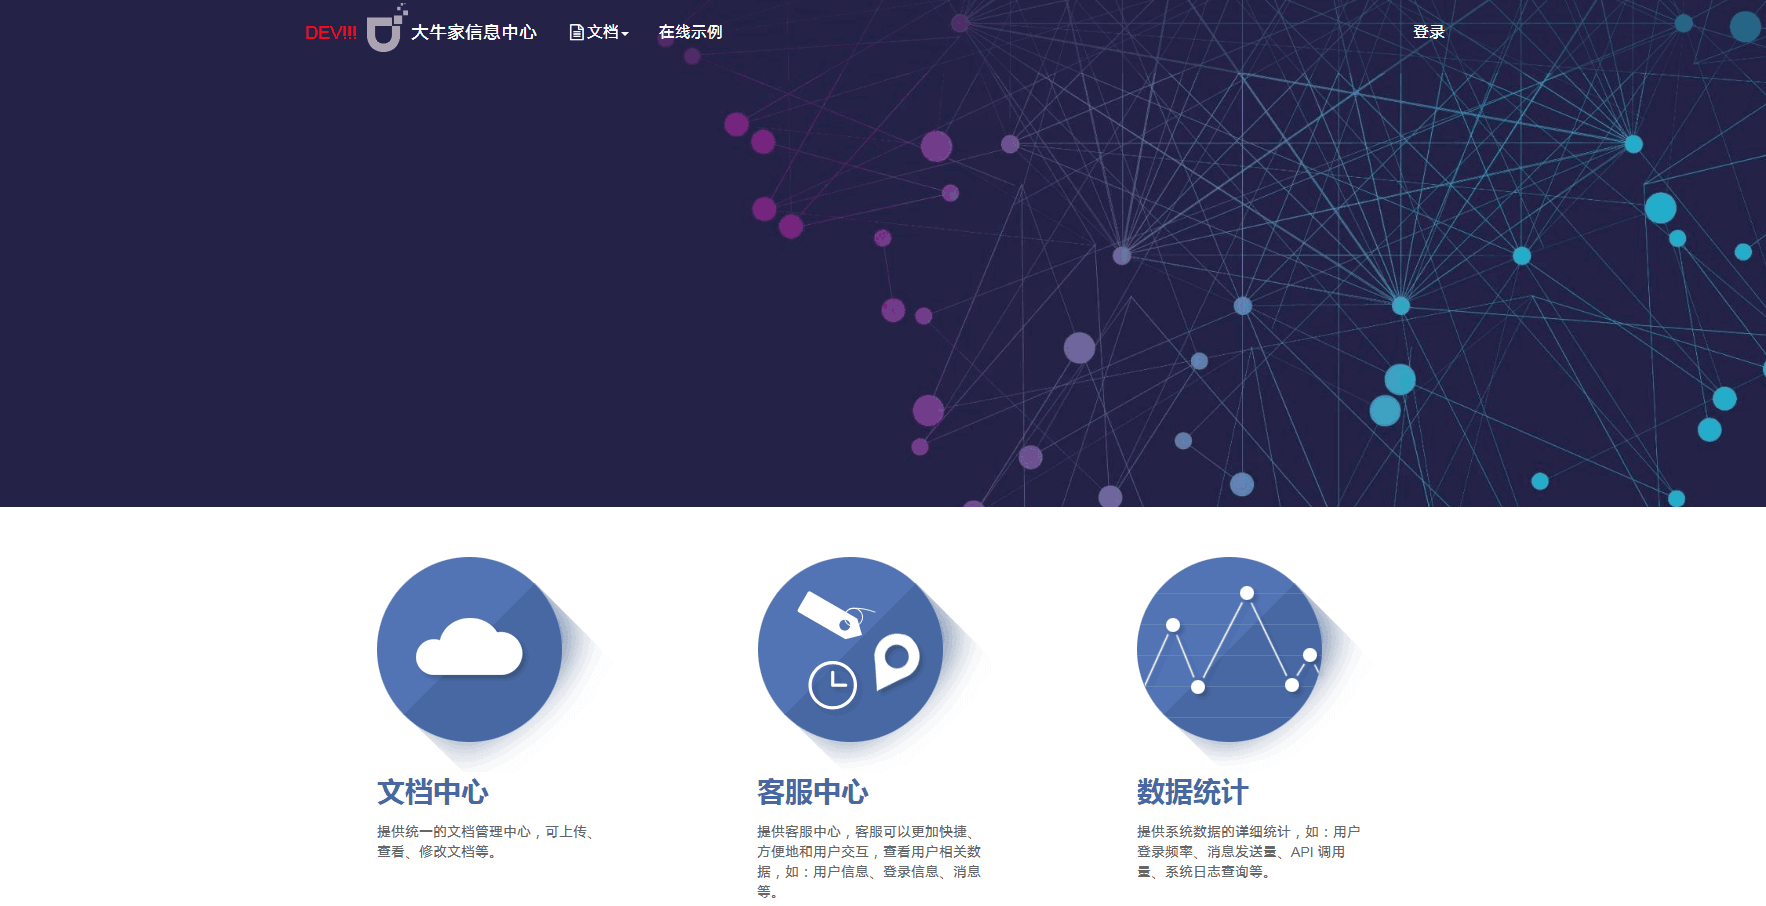 DEV!!! 大牛家信息中心 文档 在线示例 登录
文档中心
提供统一的文档管理中心，可上传、
查看、修改文档等。
客服中心
提供客服中心，客服可以更加快捷、
方便地和用户交互，查看用户相关数
据，如：用户信息、登录信息、消息
等。
数据统计
提供系统数据的详细统计，如：用户
登录频率、消息发送量、API 调用
量、系统日志查询等。